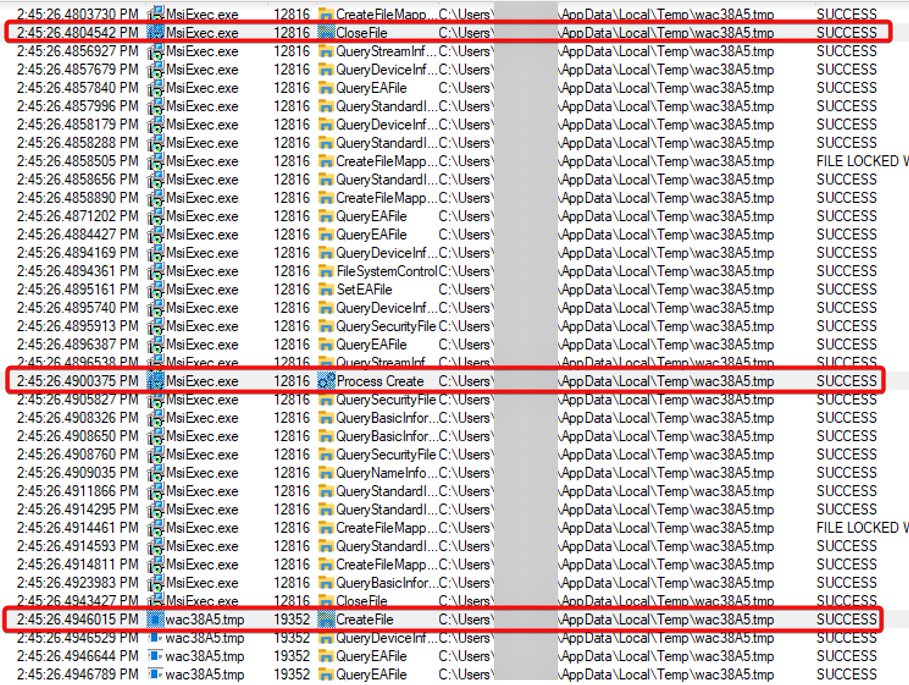 2:45:26.4803730 PM MsiExec.exe 12816 CreateFileMapp... C:\Users\ \AppData\Local\Temp\wac38A5.tmp SUCCESS
2:45:26.4804542 PM MsiExec.exe 12816 CloseFile C:\Users\ \AppData\Local\Temp\wac38A5.tmp SUCCESS
2:45:26.4856927 PM MsiExec.exe 12816 QueryStreamInf... C:\Users\ \AppData\Local\Temp\wac38A5.tmp SUCCESS
2:45:26.4857679 PM MsiExec.exe 12816 QueryDeviceInf... C:\Users\ \AppData\Local\Temp\wac38A5.tmp SUCCESS
2:45:26.4857840 PM MsiExec.exe 12816 QueryEAFile C:\Users\ \AppData\Local\Temp\wac38A5.tmp SUCCESS
2:45:26.4857996 PM MsiExec.exe 12816 QueryStandardI... C:\Users\ \AppData\Local\Temp\wac38A5.tmp SUCCESS
2:45:26.4858179 PM MsiExec.exe 12816 QueryDeviceInf... C:\Users\ \AppData\Local\Temp\wac38A5.tmp SUCCESS
2:45:26.4858288 PM MsiExec.exe 12816 QueryStandardI... C:\Users\ \AppData\Local\Temp\wac38A5.tmp SUCCESS
2:45:26.4858505 PM MsiExec.exe 12816 CreateFileMapp... C:\Users\ \AppData\Local\Temp\wac38A5.tmp FILE LOCKED W
2:45:26.4858656 PM MsiExec.exe 12816 QueryStandardI... C:\Users\ \AppData\Local\Temp\wac38A5.tmp SUCCESS
2:45:26.4858890 PM MsiExec.exe 12816 CreateFileMapp... C:\Users\ \AppData\Local\Temp\wac38A5.tmp SUCCESS
2:45:26.4871202 PM MsiExec.exe 12816 QueryEAFile C:\Users\ \AppData\Local\Temp\wac38A5.tmp SUCCESS
2:45:26.4884427 PM MsiExec.exe 12816 QueryEAFile C:\Users\ \AppData\Local\Temp\wac38A5.tmp SUCCESS
2:45:26.4894169 PM MsiExec.exe 12816 QueryDeviceInf... C:\Users\ \AppData\Local\Temp\wac38A5.tmp SUCCESS
2:45:26.4894361 PM MsiExec.exe 12816 FileSystemControl C:\Users\ \AppData\Local\Temp\wac38A5.tmp SUCCESS
2:45:26.4895161 PM MsiExec.exe 12816 SetEAFile C:\Users\ \AppData\Local\Temp\wac38A5.tmp SUCCESS
2:45:26.4895740 PM MsiExec.exe 12816 QueryDeviceInf... C:\Users\ \AppData\Local\Temp\wac38A5.tmp SUCCESS
2:45:26.4895913 PM MsiExec.exe 12816 QuerySecurityFile C:\Users\ \AppData\Local\Temp\wac38A5.tmp SUCCESS
2:45:26.4896387 PM MsiExec.exe 12816 QueryEAFile C:\Users\ \AppData\Local\Temp\wac38A5.tmp SUCCESS
2:45:26.4896538 PM MsiExec.exe 12816 QueryStreamInf... C:\Users\ \AppData\Local\Temp\wac38A5.tmp SUCCESS
2:45:26.4900375 PM MsiExec.exe 12816 Process Create C:\Users\ \AppData\Local\Temp\wac38A5.tmp SUCCESS
2:45:26.4905827 PM MsiExec.exe 12816 QuerySecurityFile C:\Users\ \AppData\Local\Temp\wac38A5.tmp SUCCESS
2:45:26.4908326 PM MsiExec.exe 12816 QueryBasicInfor... C:\Users\ \AppData\Local\Temp\wac38A5.tmp SUCCESS
2:45:26.4908650 PM MsiExec.exe 12816 QueryBasicInfor... C:\Users\ \AppData\Local\Temp\wac38A5.tmp SUCCESS
2:45:26.4908760 PM MsiExec.exe 12816 QuerySecurityFile C:\Users\ \AppData\Local\Temp\wac38A5.tmp SUCCESS
2:45:26.4909035 PM MsiExec.exe 12816 QueryNameInfo... C:\Users\ \AppData\Local\Temp\wac38A5.tmp SUCCESS
2:45:26.4911866 PM MsiExec.exe 12816 QueryStandardI... C:\Users\ \AppData\Local\Temp\wac38A5.tmp SUCCESS
2:45:26.4914295 PM MsiExec.exe 12816 QueryStandardI... C:\Users\ \AppData\Local\Temp\wac38A5.tmp SUCCESS
2:45:26.4914461 PM MsiExec.exe 12816 CreateFileMapp... C:\Users\ \AppData\Local\Temp\wac38A5.tmp FILE LOCKED W
2:45:26.4914593 PM MsiExec.exe 12816 QueryStandardI... C:\Users\ \AppData\Local\Temp\wac38A5.tmp SUCCESS
2:45:26.4914811 PM MsiExec.exe 12816 CreateFileMapp... C:\Users\ \AppData\Local\Temp\wac38A5.tmp SUCCESS
2:45:26.4923983 PM MsiExec.exe 12816 QueryBasicInfor... C:\Users\ \AppData\Local\Temp\wac38A5.tmp SUCCESS
2:45:26.4943427 PM MsiExec.exe 12816 CloseFile C:\Users\ \AppData\Local\Temp\wac38A5.tmp SUCCESS
2:45:26.4946015 PM wac38A5.tmp 19352 CreateFile C:\Users\ \AppData\Local\Temp\wac38A5.tmp SUCCESS
2:45:26.4946529 PM wac38A5.tmp 19352 QueryDeviceInf... C:\Users\ \AppData\Local\Temp\wac38A5.tmp SUCCESS
2:45:26.4946644 PM wac38A5.tmp 19352 QueryEAFile C:\Users\ \AppData\Local\Temp\wac38A5.tmp SUCCESS
2:45:26.4946789 PM wac38A5.tmp 19352 QueryEAFile C:\Users\ \AppData\Local\Temp\wac38A5.tmp SUCCESS